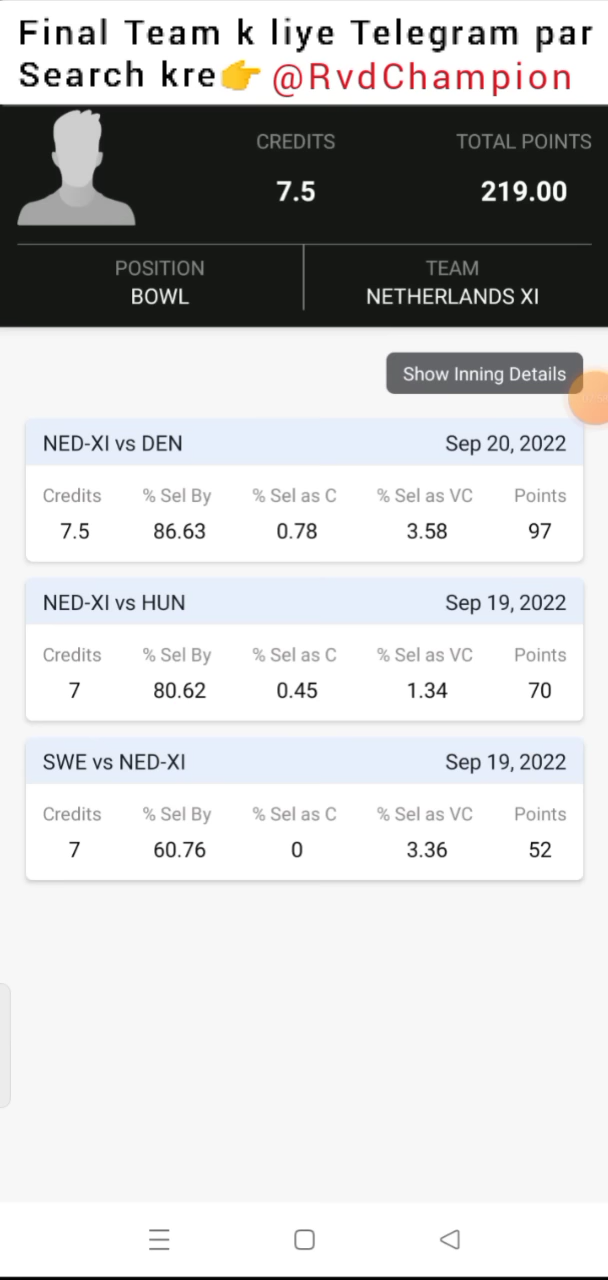 Final Team k liye Telegram par
Search kre👉 @RvdChampion
CREDITS TOTAL POINTS
7.5 219.00
POSITION TEAM
BOWL NETHERLANDS XI
Show Inning Details
NED-XI vs DEN Sep 20, 2022
Credits % Sel By % Sel as C % Sel as VC Points
7.5 86.63 0.78 3.58 97
NED-XI vs HUN Sep 19, 2022
Credits % Sel By % Sel as C % Sel as VC Points
7 80.62 0.45 1.34 70
SWE vs NED-XI Sep 19, 2022
Credits % Sel By % Sel as C % Sel as VC Points
7 60.76 0 3.36 52